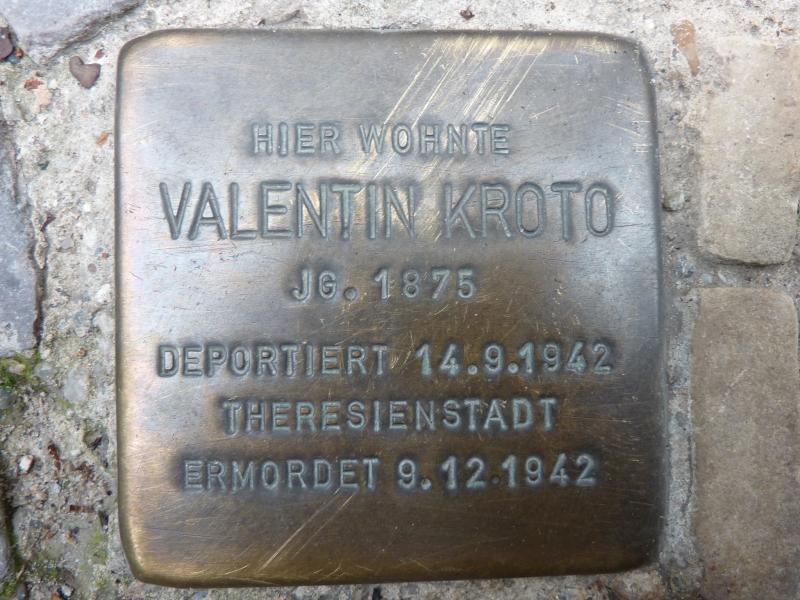 HIER WOHNTE
VALENTIN KROTO
JG. 1875
DEPORTIERT 14.9.1942
THERESIENSTADT
ERMORDET 9.12.1942